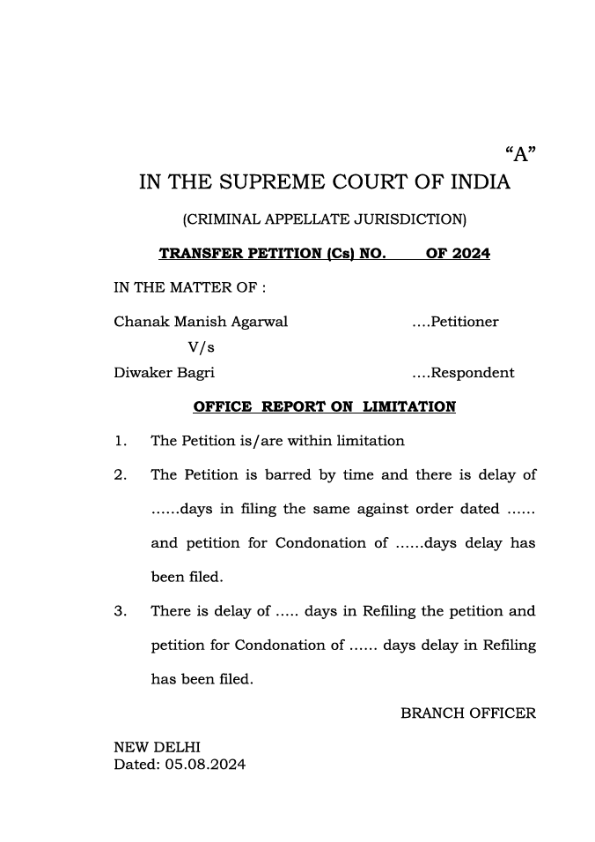 “A”
IN THE SUPREME COURT OF INDIA
(CRIMINAL APPELLATE JURISDICTION)
TRANSFER PETITION (Cs) NO. OF 2024
IN THE MATTER OF :
Chanak Manish Agarwal ....Petitioner
V/s
Diwaker Bagri ....Respondent
OFFICE REPORT ON LIMITATION
1. The Petition is/are within limitation
2. The Petition is barred by time and there is delay of
......days in filing the same against order dated ......
and petition for Condonation of ......days delay has
been filed.
3. There is delay of ..... days in Refiling the petition and
petition for Condonation of ...... days delay in Refiling
has been filed.
BRANCH OFFICER
NEW DELHI
Dated: 05.08.2024